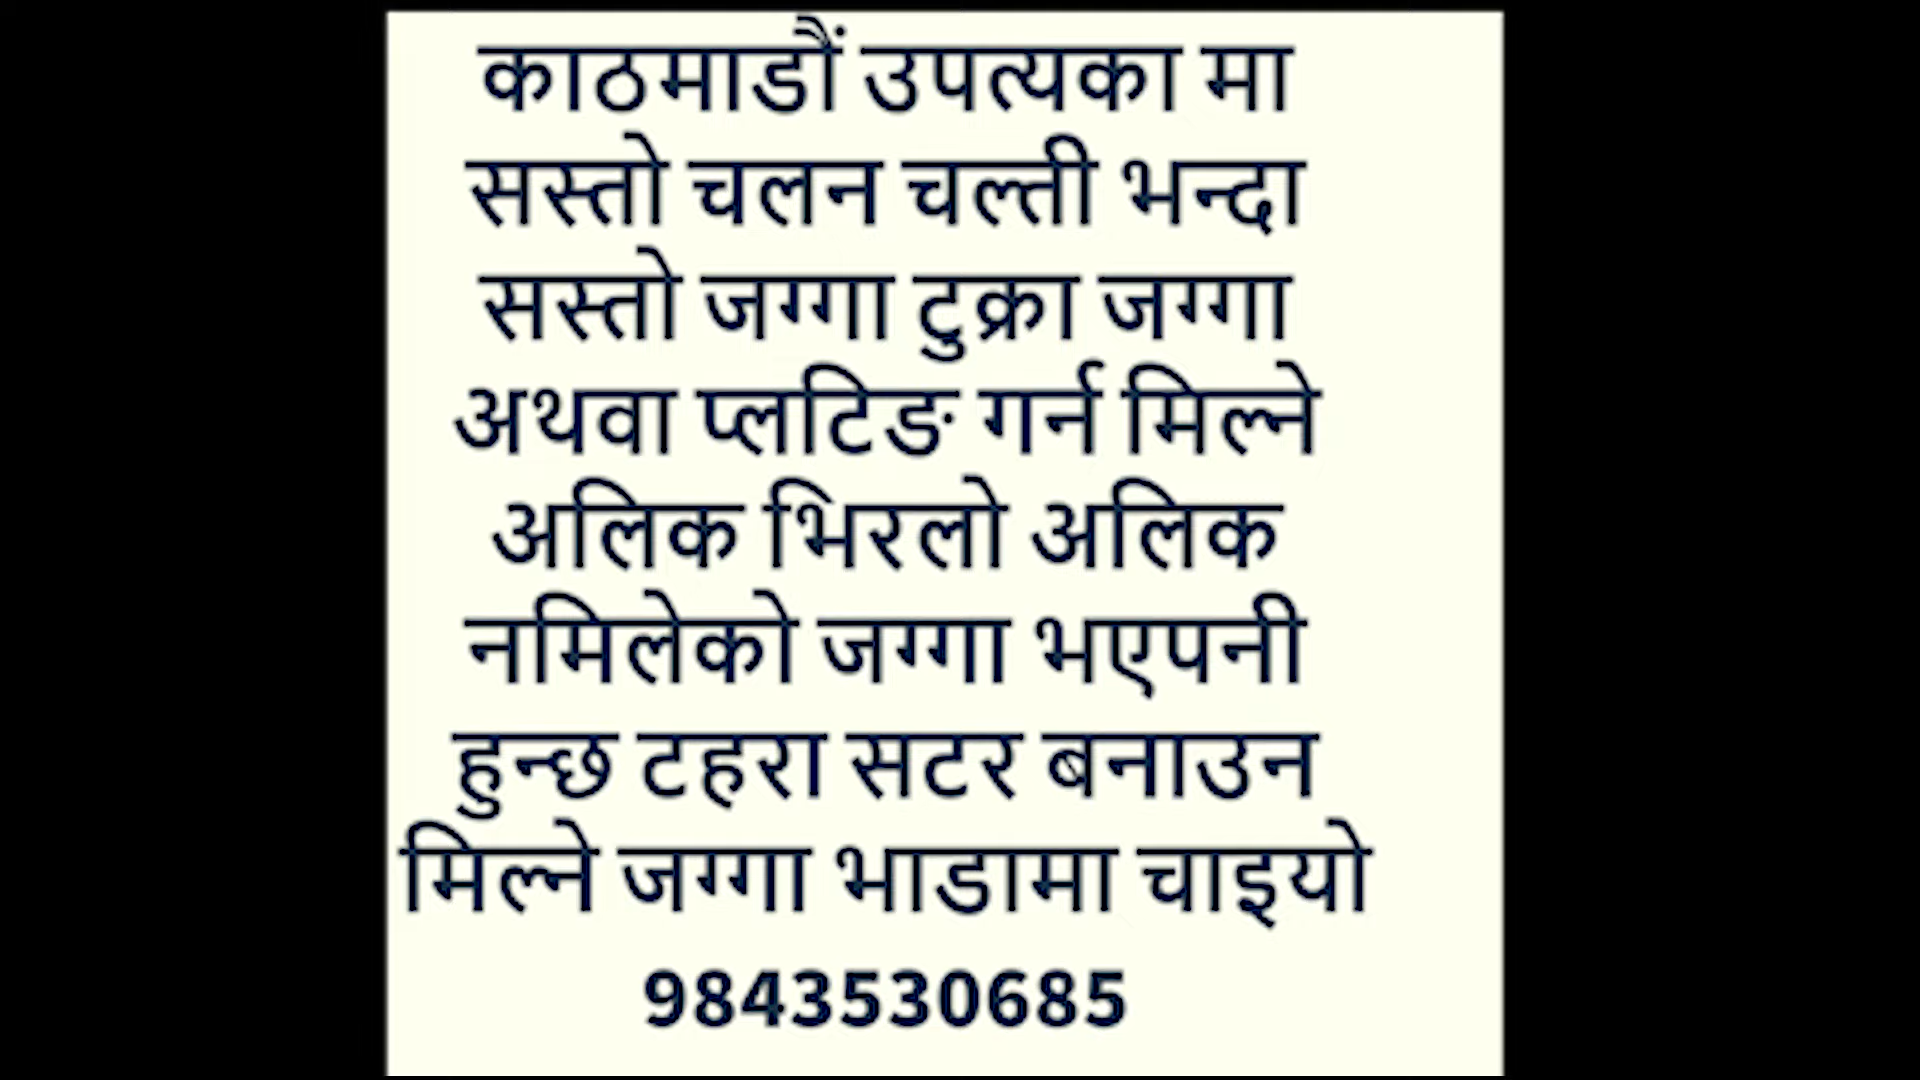 काठमाडौं उपत्यका मा
सस्तो चलन चल्ती भन्दा
सस्तो जग्गा टुक्रा जग्गा
अथवा प्लटिङ गर्न मिल्ने
अलिक भिरलो अलिक
नमिलेको जग्गा भएपनी
हुन्छ टहरा सटर बनाउन
मिल्ने जग्गा भाडामा चाइयो
9843530685